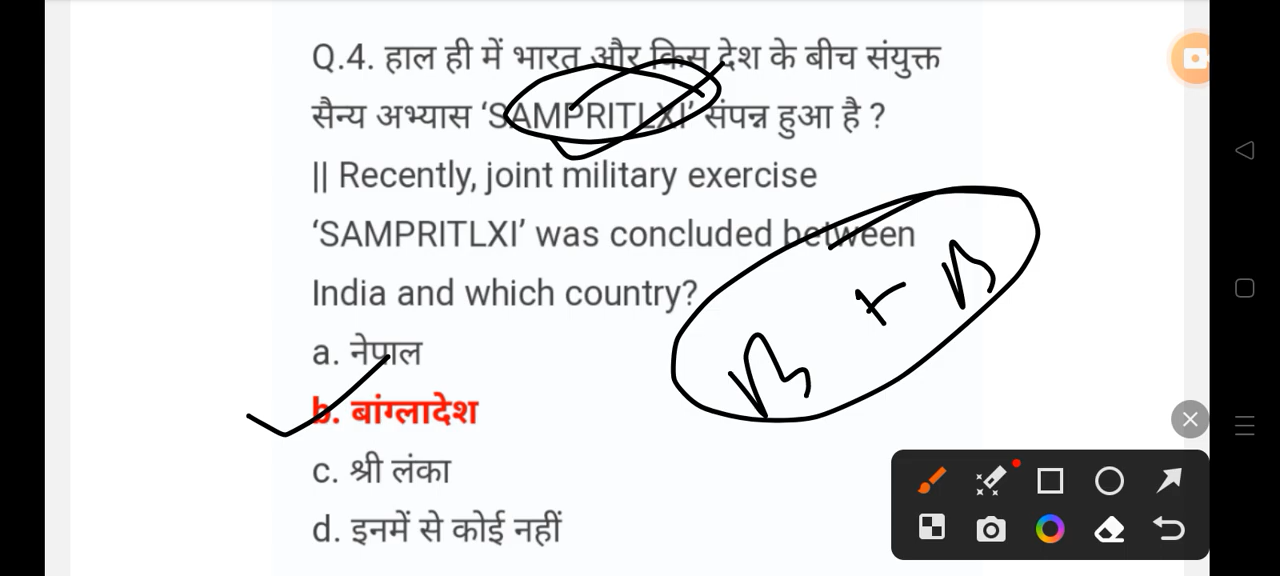 Q.4. हाल ही में भारत और किस देश के बीच संयुक्त
सैन्य अभ्यास ‘SAMPRITLXI’ संपन्न हुआ है ?
|| Recently, joint military exercise
‘SAMPRITLXI’ was concluded between
India and which country?
a. नेपाल
b. बांग्लादेश
c. श्री लंका
d. इनमें से कोई नहीं